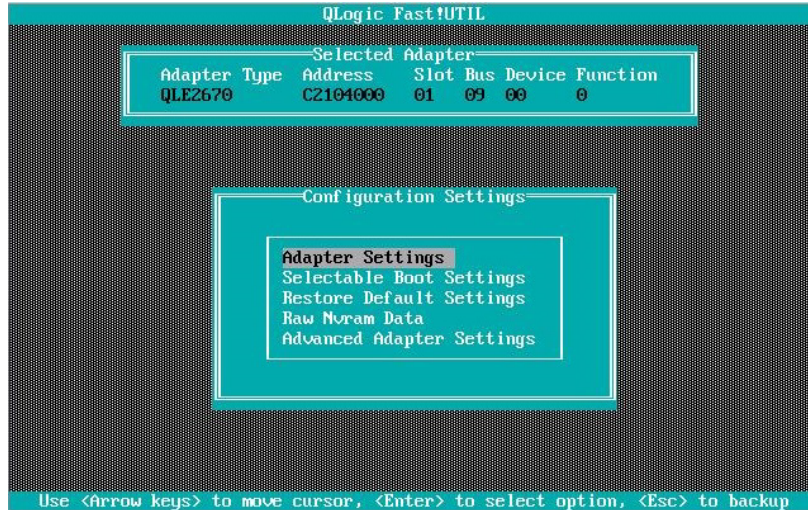 QLogic Fast!UTIL
Selected Adapter
Adapter Type Address Slot Bus Device Function
QLE2670 C2104000 01 09 00 0
Configuration Settings
Adapter Settings
Selectable Boot Settings
Restore Default Settings
Raw Nvram Data
Advanced Adapter Settings
Use <Arrow keys> to move cursor, <Enter> to select option, <Esc> to backup